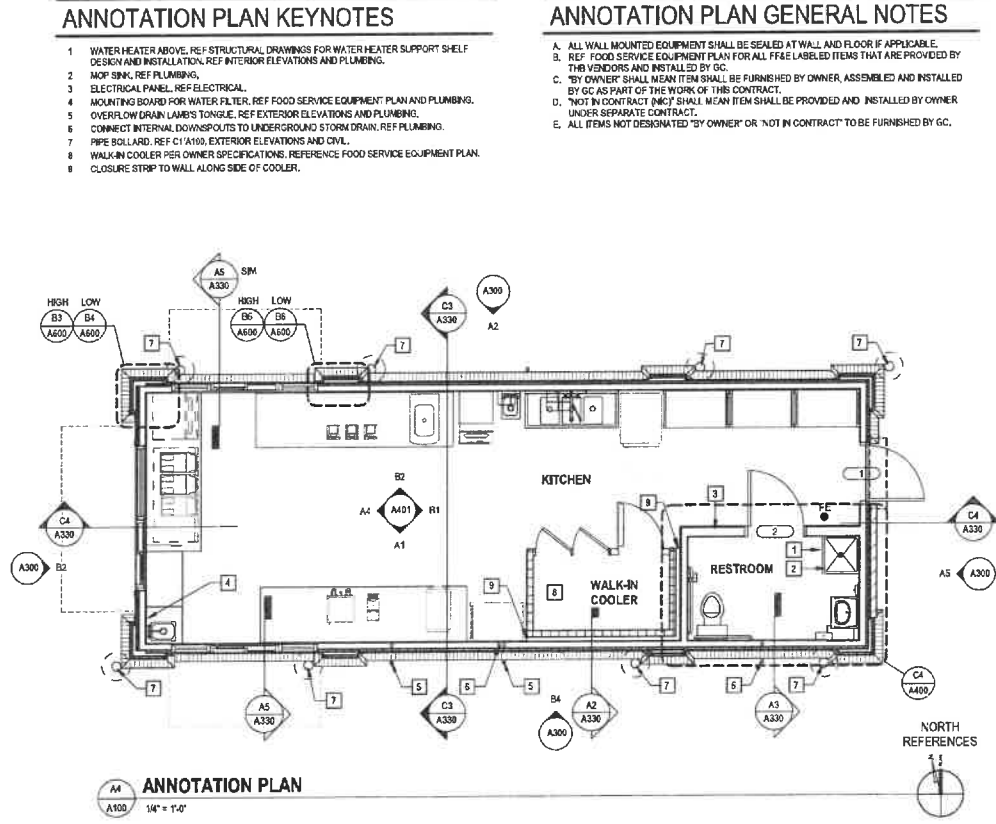 ANNOTATION PLAN KEYNOTES
1 WATER HEATER ABOVE, REF STRUCTURAL DRAWINGS FOR WATER HEATER SUPPORT SHELF
DESIGN AND INSTALLATION. REF INTERIOR ELEVATIONS AND PLUMBING.
2 MOP SINK, REF PLUMBING,
3 ELECTRICAL PANEL, REF ELECTRICAL.
4 MOUNTING BOARD FOR WATER FILTER. REF FOOD SERVICE EQUIPMENT PLAN AND PLUMBING.
5 OVERFLOW DRAIN LAMB'S TONGUE, REF EXTERIOR ELEVATIONS AND PLUMBING.
6 CONNECT INTERNAL DOWNSPOUTS TO UNDERGROUND STORM DRAIN. REF PLUMBING.
7 PIPE BOLLARD. REF C1/A100, EXTERIOR ELEVATIONS AND CIVIL.
8 WALK-IN COOLER PER OWNER SPECIFICATIONS, REFERENCE FOOD SERVICE EQUIPMENT PLAN.
9 CLOSURE STRIP TO WALL ALONG SIDE OF COOLER.
ANNOTATION PLAN GENERAL NOTES
A. ALL WALL MOUNTED EQUIPMENT SHALL BE SEALED AT WALL AND FLOOR IF APPLICABLE.
B. REF FOOD SERVICE EQUIPMENT PLAN FOR ALL FF&E LABELED ITEMS THAT ARE PROVIDED BY
THE VENDORS AND INSTALLED BY GC.
C. "BY OWNER" SHALL MEAN ITEM SHALL BE FURNISHED BY OWNER, ASSEMBLED AND INSTALLED
BY GC AS PART OF THE WORK OF THIS CONTRACT.
D. "NOT IN CONTRACT (NIC)" SHALL MEAN ITEM SHALL BE PROVIDED AND INSTALLED BY OWNER
UNDER SEPARATE CONTRACT.
E. ALL ITEMS NOT DESIGNATED "BY OWNER" OR "NOT IN CONTRACT" TO BE FURNISHED BY GC.
A5 SIM
A330
HIGH LOW
B3 B4
A600 A600
HIGH LOW
B5 B6
A600 A600
C3
A330
A300
A2
7
7
7
7
KITCHEN
B2
A4 A401 B1
A1
9
3
1
FE
2
C4
A330
C4
A330
A300 B2
A5 A300
1
2
RESTROOM
4
9
8
WALK-IN
COOLER
7
7
5
6
5
7
5
7
C4
A400
A5
A330
C3
A330
B4
A300
A2
A330
A3
A330
NORTH
REFERENCES
A4
A100
ANNOTATION PLAN
1/4" = 1'-0"